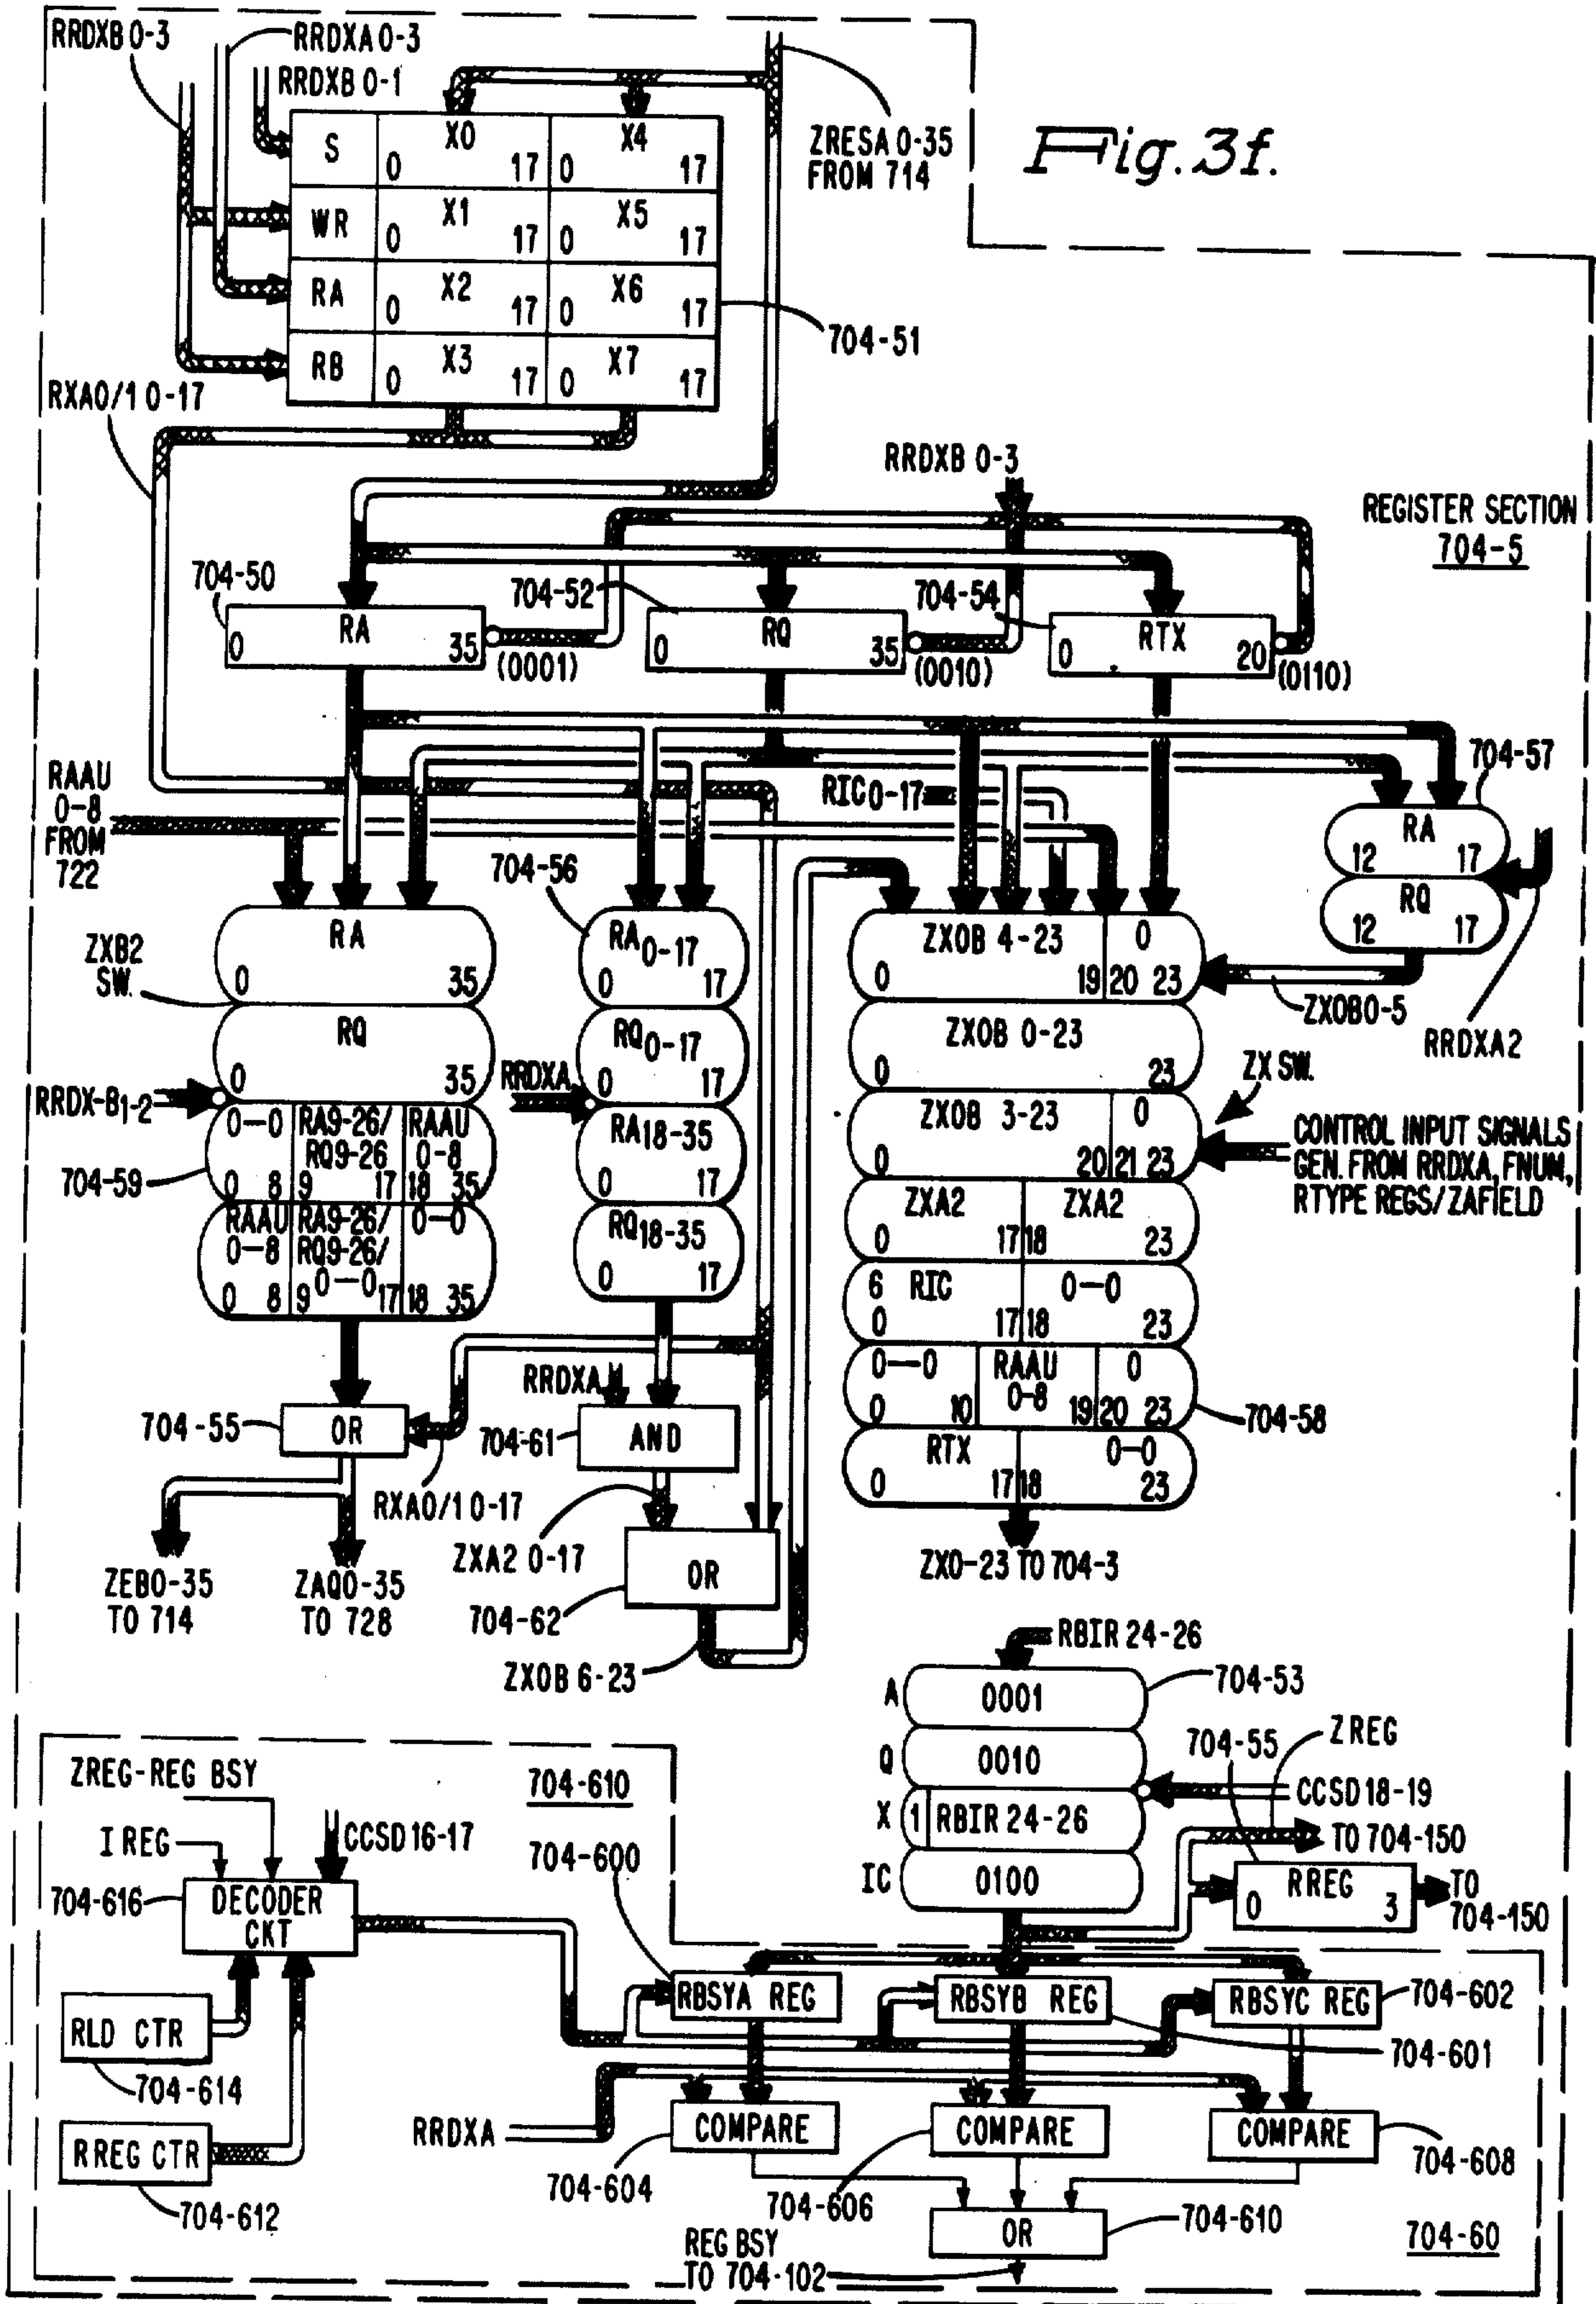 RRDXB 0-3
RRDXA 0-3
RRDXB 0-1
ZRESA 0-35
FROM 714
Fig. 3f.
S
X0
0 17
X4
0 17
WR
X1
0 17
X5
0 17
RA
X2
0 17
X6
0 17
RB
X3
0 17
X7
0 17
704-51
RXA0/1 0-17
RRDXB 0-3
REGISTER SECTION
704-5
704-50
RA
0 35
(0001)
704-52
RQ
0 35
(0010)
704-54
RTX
0 20
(0110)
RAAU
0-8
FROM
722
RIC 0-17
704-57
RA
12 17
RQ
12 17
ZXOB0-5
RRDXA2
ZXB2
SW.
RA
0 35
RQ
0 35
RRDX-B1-2
0—0
RA9-26/
RQ9-26
RAAU
0-8
0 8 9 17 18 35
704-59
RAAU
0—8
RA9-26/
RQ9-26/
0—0
0—0
0 8 9 17 18 35
704-56
RA0-17
0 17
RQ0-17
0 17
RRDXA
RA18-35
0 17
RQ18-35
0 17
ZXOB 4-23
0
0 19 20 23
ZXOB 0-23
0 23
ZXOB 3-23
0
0 20 21 23
ZX SW.
CONTROL INPUT SIGNALS
GEN. FROM RRDXA, FNUM,
RTYPE REGS/ZAFIELD
ZXA2
ZXA2
0 17 18 23
6 RIC
0—0
0 17 18 23
0—0
RAAU
0-8
0
0 10 19 20 23
704-58
RTX
0—0
0 17 18 23
ZX0-23 TO 704-3
704-55
OR
RXA0/1 0-17
RRDXA
704-61
AND
ZXA2 0-17
OR
704-62
ZXOB 6-23
ZEB0-35
TO 714
ZAQ0-35
TO 728
RBIR 24-26
704-53
A
0001
Q
0010
X
1
RBIR 24-26
IC
0100
704-55
ZREG
CCSD 18-19
TO 704-150
RREG
0 3
TO
704-150
ZREG-REG BSY
I REG
CCSD 16-17
704-610
704-600
704-616
DECODER
CKT
RLD CTR
704-614
RREG CTR
704-612
RBSYA REG
RBSYB REG
RBSYC REG
704-602
704-601
RRDXA
COMPARE
COMPARE
COMPARE
704-604
704-606
704-608
OR
704-610
REG BSY
TO 704-102
704-60